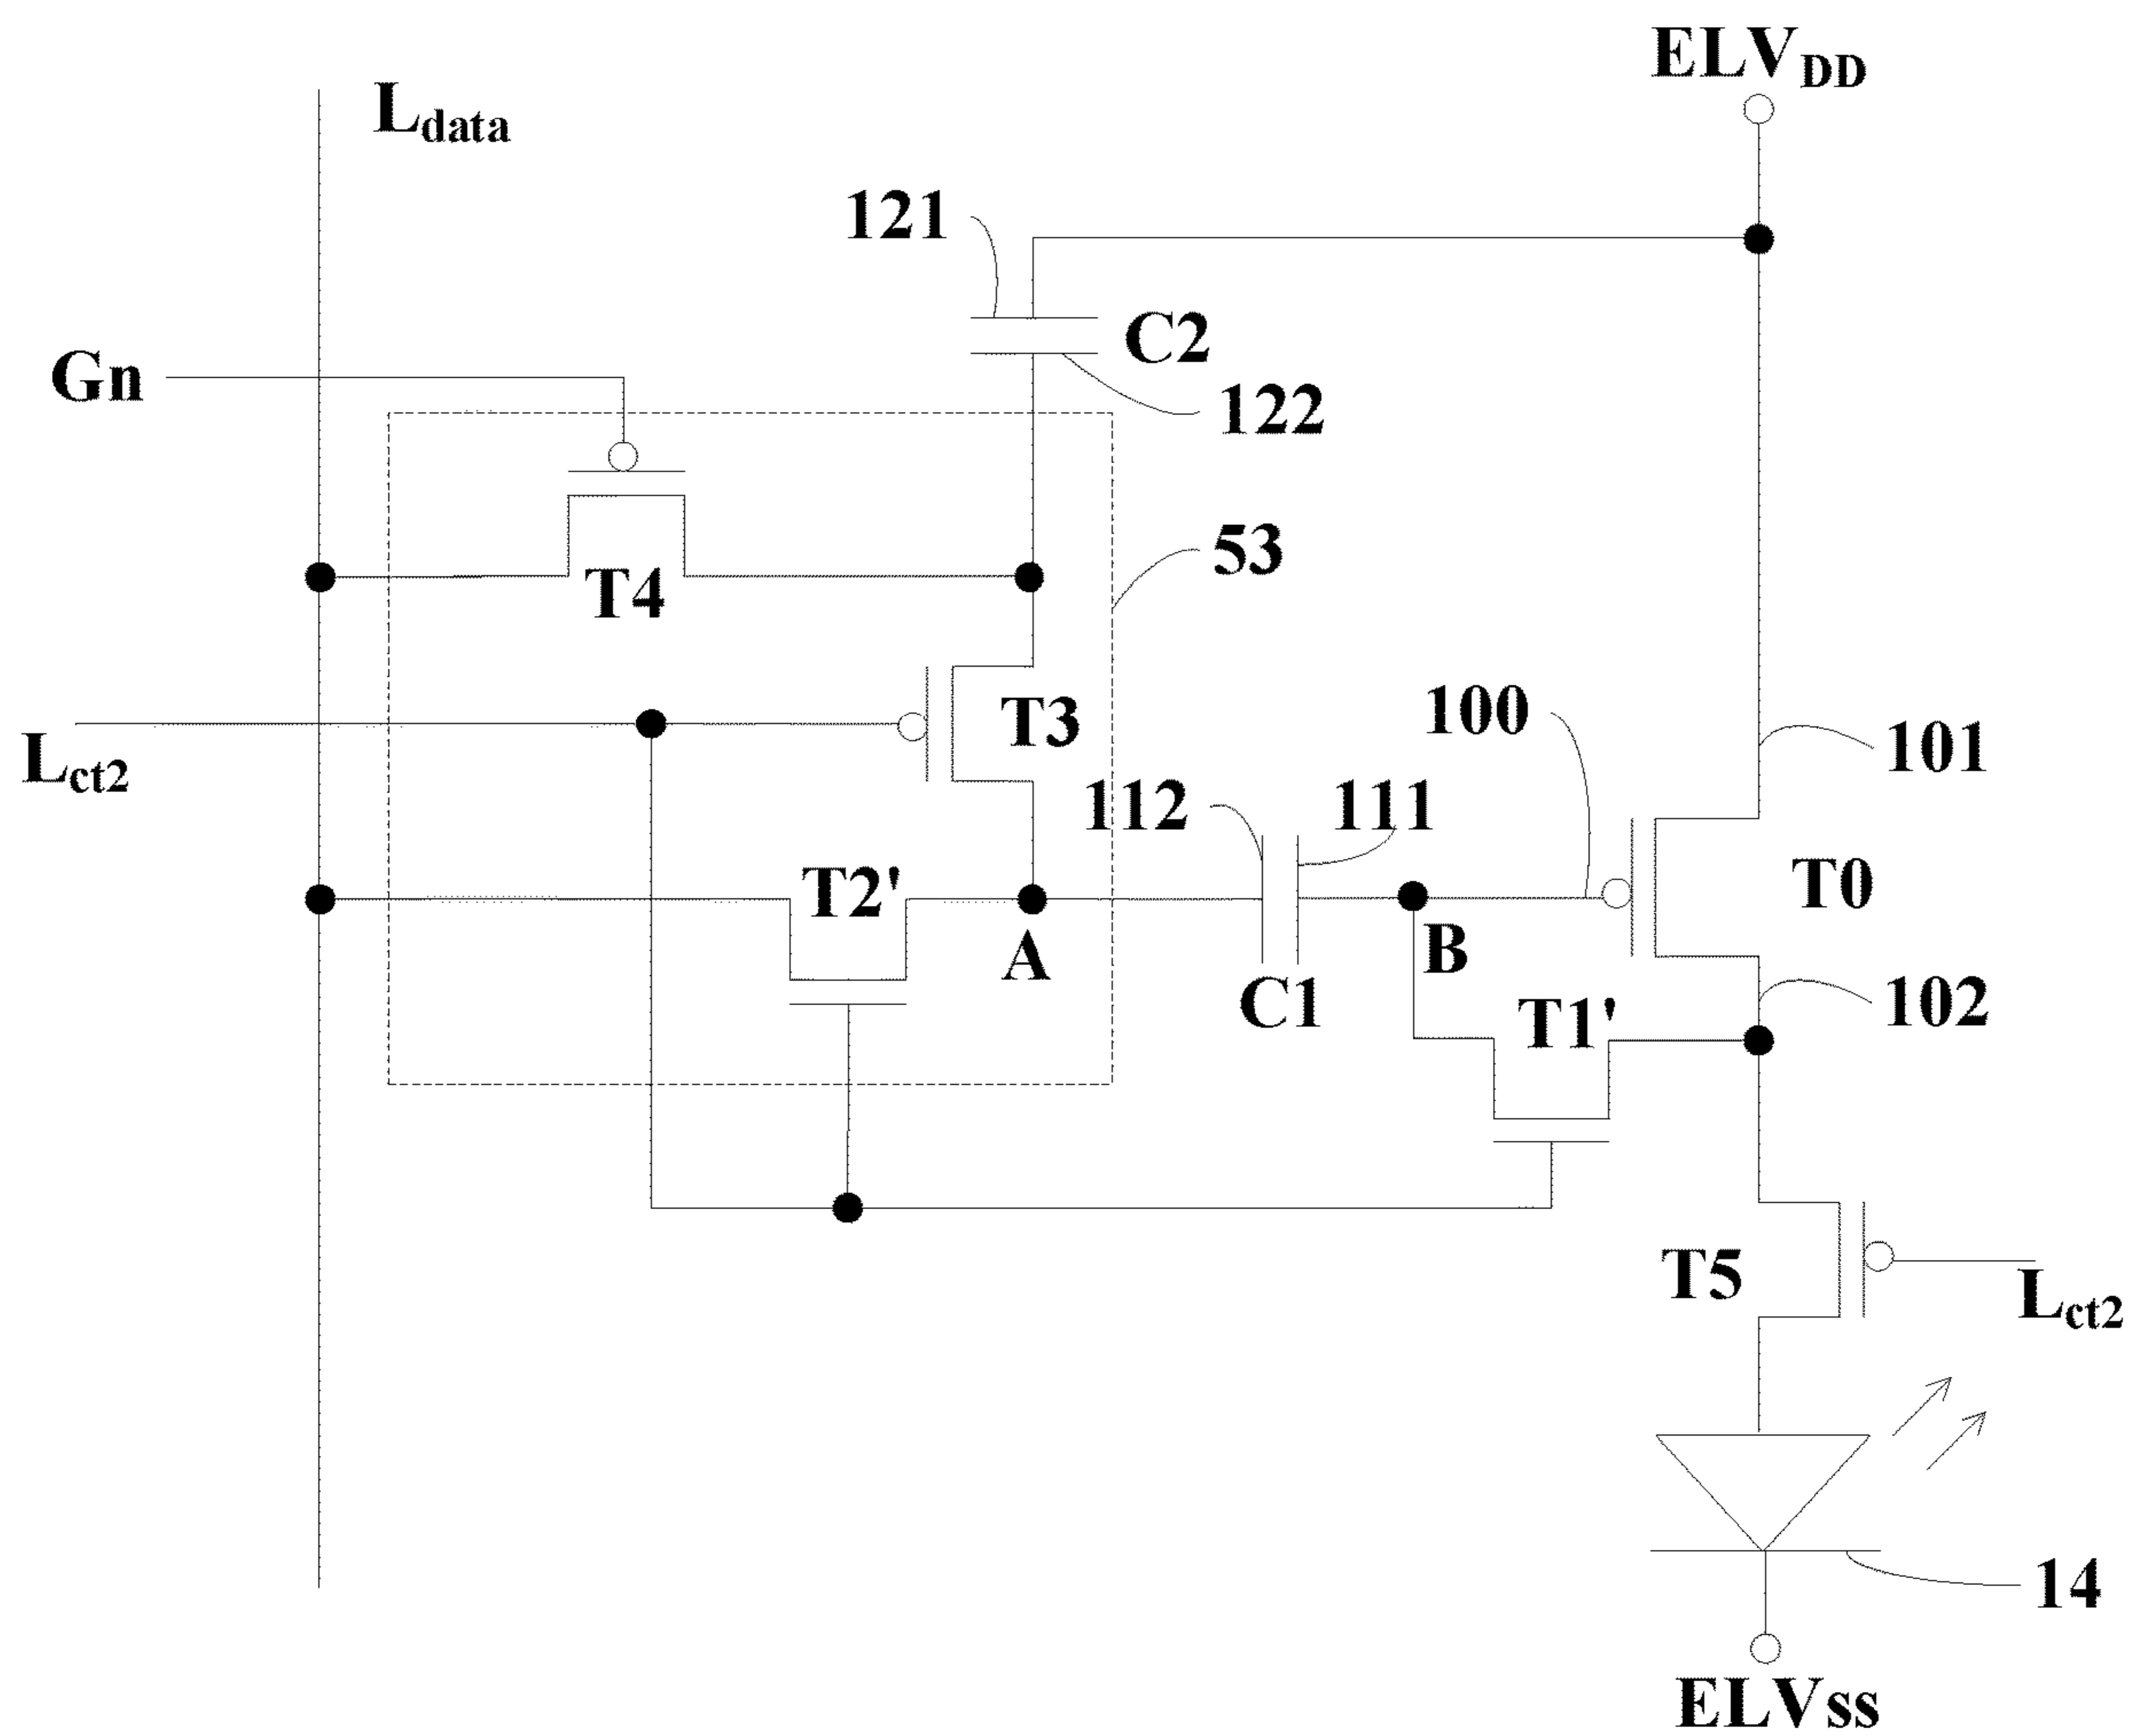 ELVDD
Ldata
121
C2
Gn
122
53
T4
T3
100
101
Lct2
112
111
T2'
T0
A
B
C1
T1'
102
T5
Lct2
14
ELVss